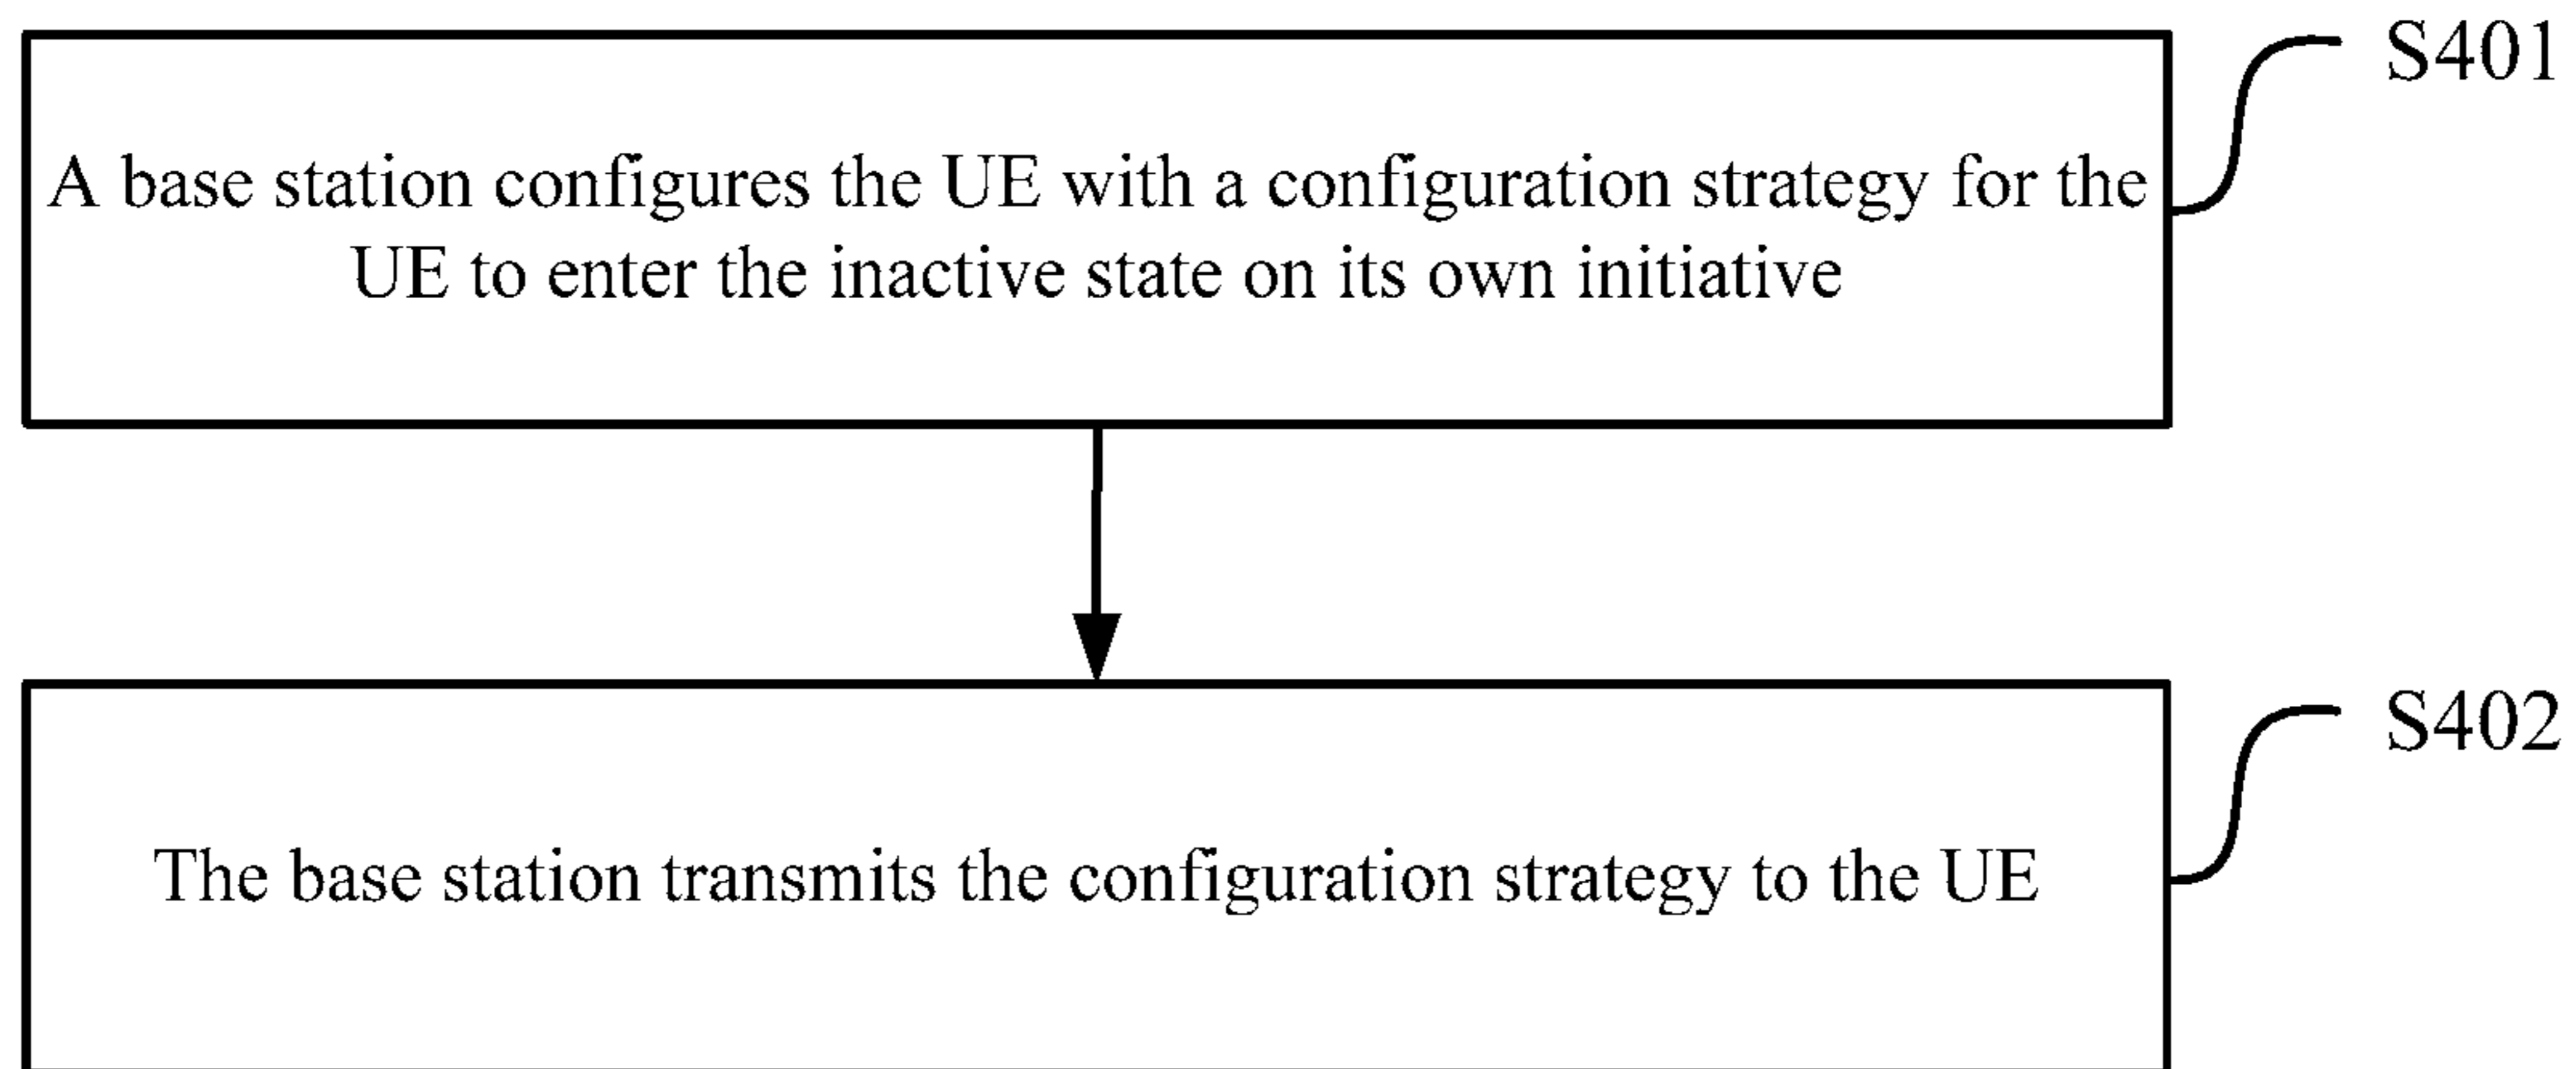 S401
A base station configures the UE with a configuration strategy for the
UE to enter the inactive state on its own initiative
S402
The base station transmits the configuration strategy to the UE